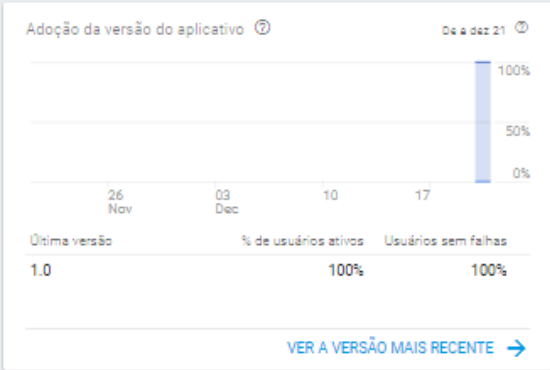 Adoção da versão do aplicativo
De a dez 21
100%
50%
0%
26 03 10 17
Nov Dec
Última versão % de usuários ativos Usuários sem falhas
1.0 100% 100%
VER A VERSÃO MAIS RECENTE →